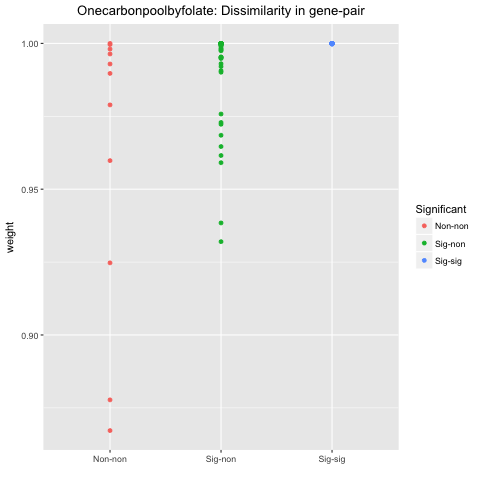 Onecarbonpoolbyfolate: Dissimilarity in gene-pair
1.00
0.95
0.90
weight
Non-non
Sig-non
Sig-sig
Significant
Non-non
Sig-non
Sig-sig